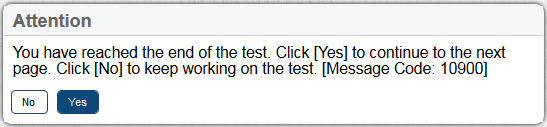 Attention
You have reached the end of the test. Click [Yes] to continue to the next
page. Click [No] to keep working on the test. [Message Code: 10900]
No Yes